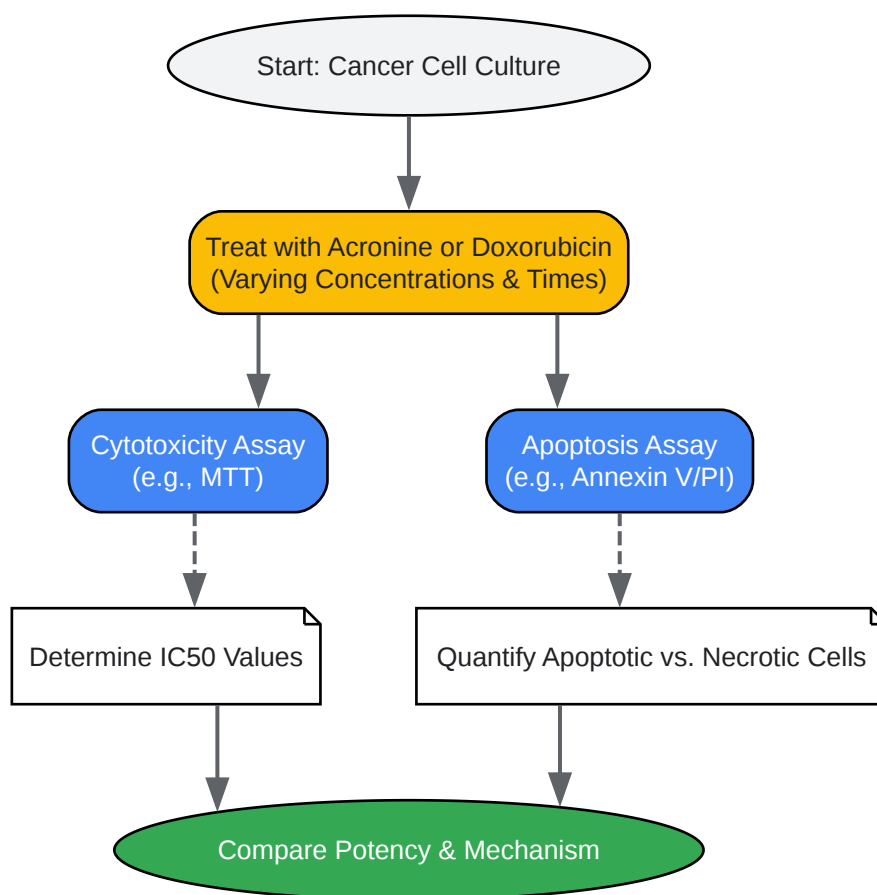 Start: Cancer Cell Culture
Treat with Acronine or Doxorubicin
(Varying Concentrations & Times)
Cytotoxicity Assay
(e.g., MTT)
Apoptosis Assay
(e.g., Annexin V/PI)
Determine IC50 Values
Quantify Apoptotic vs. Necrotic Cells
Compare Potency & Mechanism